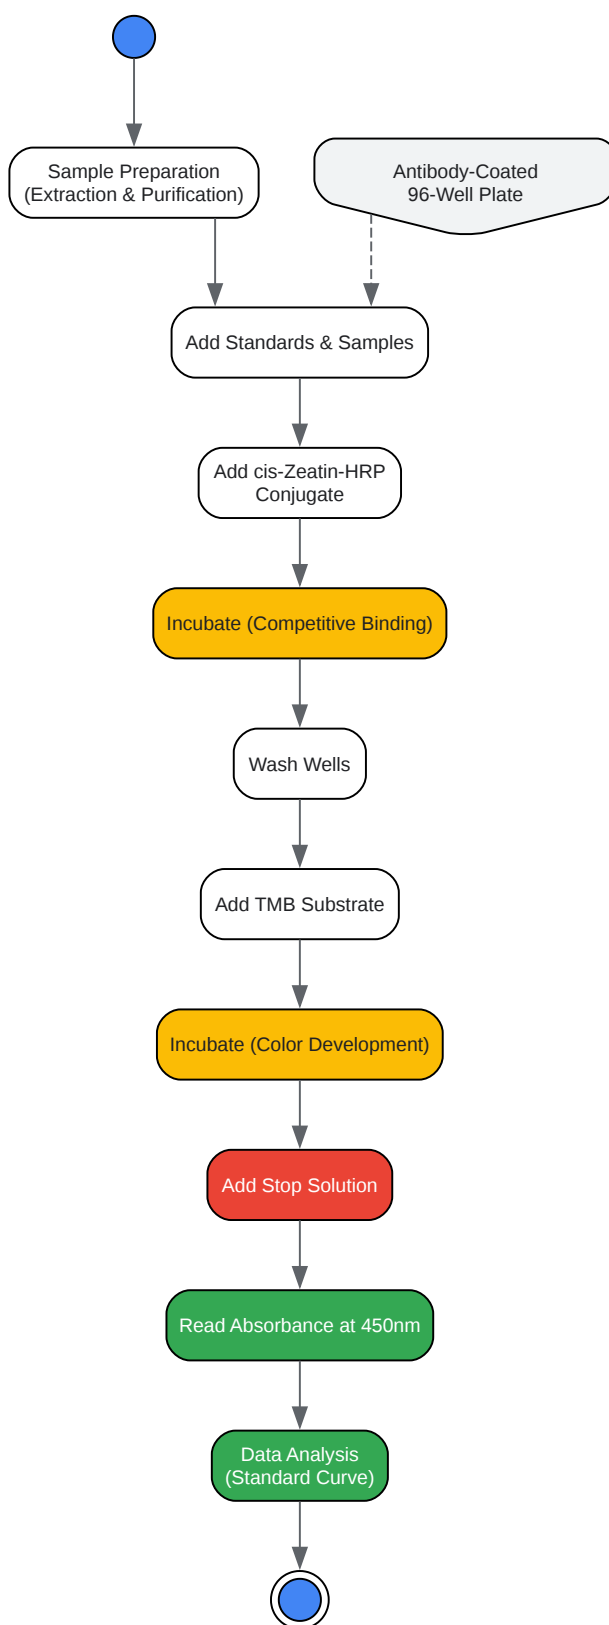 Sample Preparation
(Extraction & Purification)
Antibody-Coated
96-Well Plate
Add Standards & Samples
Add cis-Zeatin-HRP
Conjugate
Incubate (Competitive Binding)
Wash Wells
Add TMB Substrate
Incubate (Color Development)
Add Stop Solution
Read Absorbance at 450nm
Data Analysis
(Standard Curve)